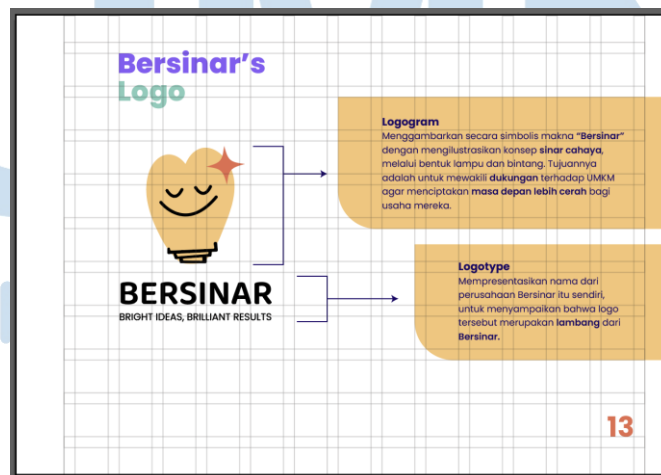 Bersinar's
Logo
Logogram
Menggambarkan secara simbolis makna "Bersinar"
dengan mengilustrasikan konsep sinar cahaya,
melalui bentuk lampu dan bintang. Tujuannya
adalah untuk mewakili dukungan terhadap UMKM
agar menciptakan masa depan lebih cerah bagi
usaha mereka.
BERSINAR
BRIGHT IDEAS, BRILLIANT RESULTS
Logotype
Mempresentasikan nama dari
perusahaan Bersinar itu sendiri,
untuk menyampaikan bahwa logo
tersebut merupakan lambang dari
Bersinar.
13